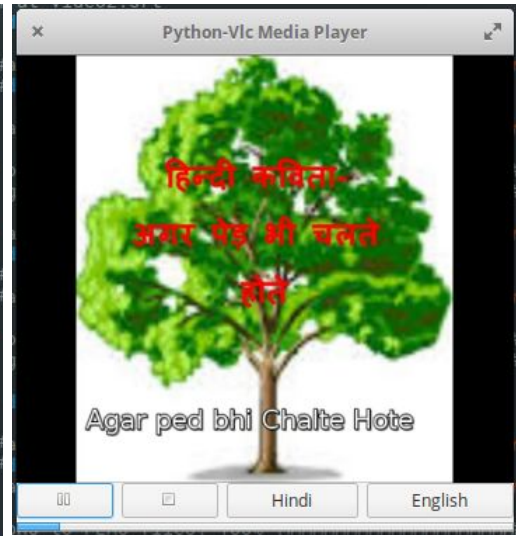 Python-Vlc Media Player
हिन्दी कविता-
अगर पेड़ भी चलते
होते
Agar ped bhi Chalte Hote
Hindi
English